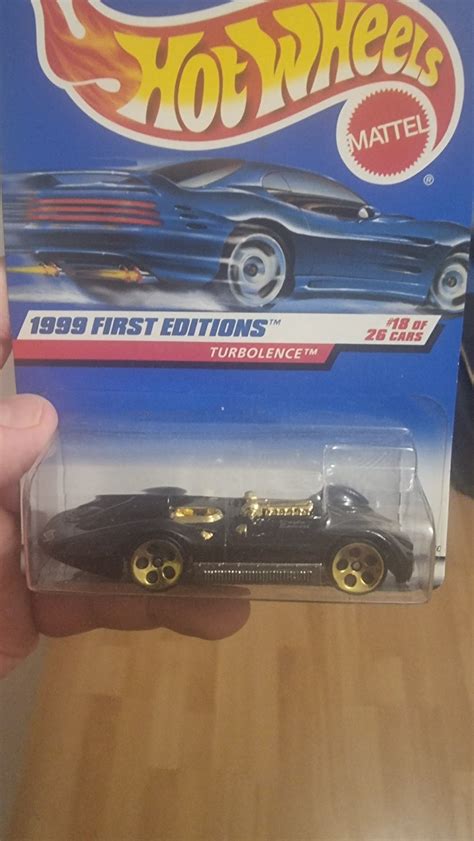 HOT WHEELS
MATTEL
®
1999 FIRST EDITIONS™
#18 OF
26 CARS
TURBOLENCE™